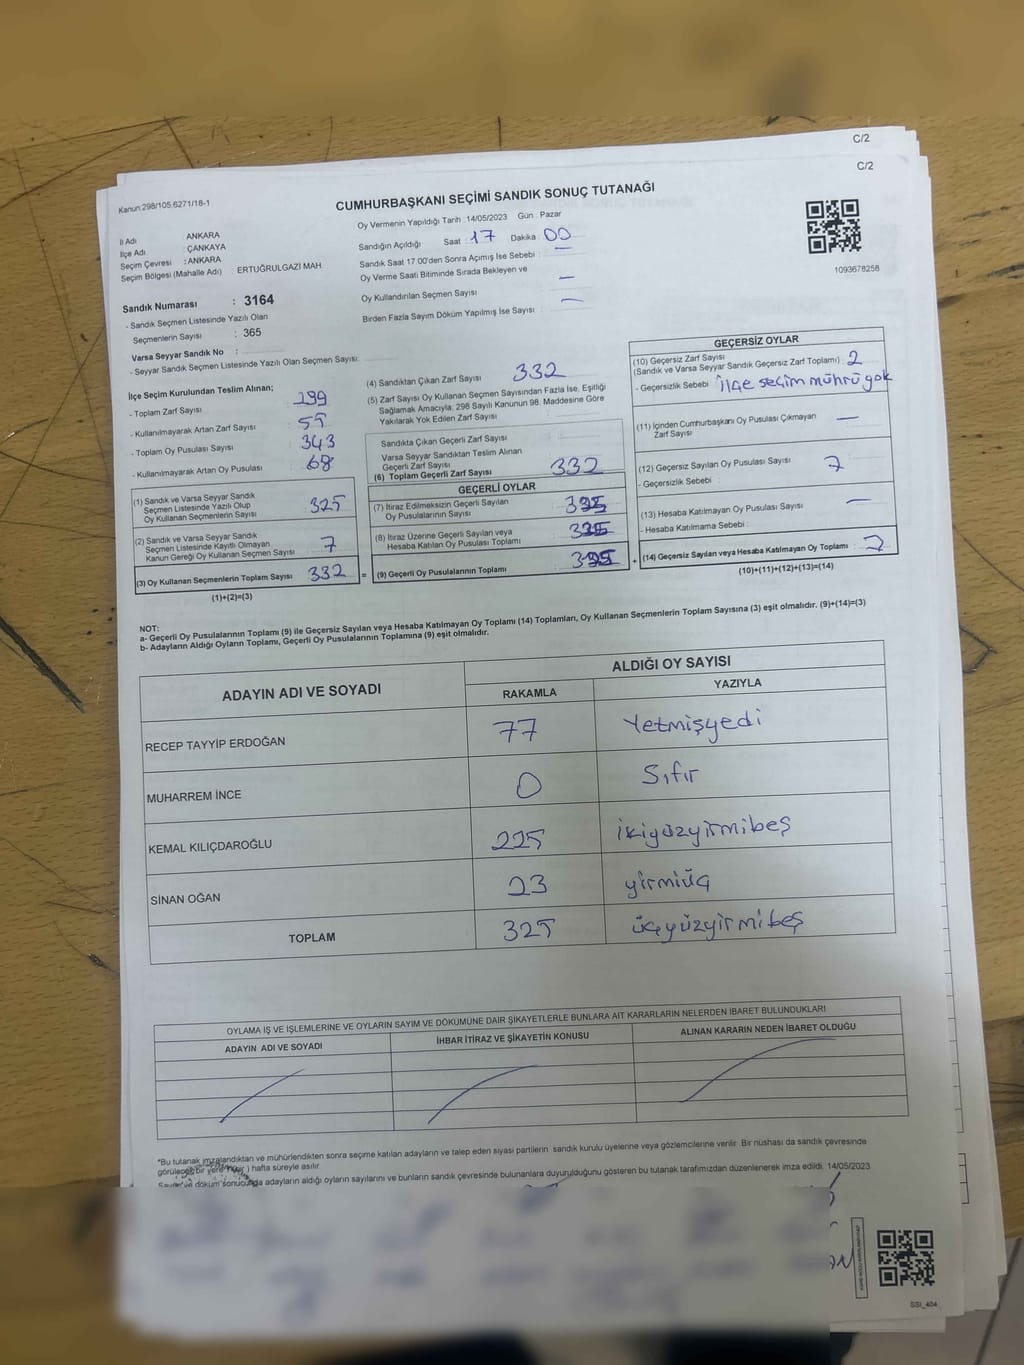 C/2
C/2
Kanun:298/105,6271/18-1
CUMHURBAŞKANI SEÇİMİ SANDIK SONUÇ TUTANAĞI
İl Adı ANKARA
İlçe Adı : ÇANKAYA
Seçim Çevresi : ANKARA
Seçim Bölgesi (Mahalle Adı) : ERTUĞRULGAZİ MAH.
Sandık Numarası : 3164
- Sandık Seçmen Listesinde Yazılı Olan
Seçmenlerin Sayısı : 365
Varsa Seyyar Sandık No :
- Seyyar Sandık Seçmen Listesinde Yazılı Olan Seçmen Sayısı:
Oy Vermenin Yapıldığı Tarih :14/05/2023 Gün : Pazar
Sandığın Açıldığı Saat : 17 Dakika : 00
Sandık Saat 17:00'den Sonra Açımış İse Sebebi : —
Oy Verme Saati Bitiminde Sırada Bekleyen ve
Oy Kullandırılan Seçmen Sayısı —
Birden Fazla Sayım Döküm Yapılmış İse Sayısı : —
1093678258
İlçe Seçim Kurulundan Teslim Alınan;
- Toplam Zarf Sayısı
- Kullanılmayarak Artan Zarf Sayısı :
- Toplam Oy Pusulası Sayısı : 343
- Kullanılmayarak Artan Oy Pusulası : 68
(1) Sandık ve Varsa Seyyar Sandık
Seçmen Listesinde Yazılı Olup
Oy Kullanan Seçmenlerin Sayısı : 325
(2) Sandık ve Varsa Seyyar Sandık
Seçmen Listesinde Kayıtlı Olmayan
Kanun Gereği Oy Kullanan Seçmen Sayısı : 7
(3) Oy Kullanan Seçmenlerin Toplam Sayısı : 332 =
(1)+(2)=(3)
(4) Sandıktan Çıkan Zarf Sayısı : 332
(5) Zarf Sayısı Oy Kullanan Seçmen Sayısından Fazla İse, Eşitliği
Sağlamak Amacıyla, 298 Sayılı Kanunun 98. Maddesine Göre
Yakılarak Yok Edilen Zarf Sayısı :
Sandıkta Çıkan Geçerli Zarf Sayısı :
Varsa Seyyar Sandıktan Teslim Alınan
Geçerli Zarf Sayısı
(6) Toplam Geçerli Zarf Sayısı : 332
GEÇERLİ OYLAR
(7) İtiraz Edilmeksizin Geçerli Sayılan
Oy Pusulalarının Sayısı :
(8) İtiraz Üzerine Geçerli Sayılan veya
Hesaba Katılan Oy Pusulası Toplamı :
(9) Geçerli Oy Pusulalarının Toplamı : +
GEÇERSİZ OYLAR
(10) Geçersiz Zarf Sayısı
(Sandık ve Varsa Seyyar Sandık Geçersiz Zarf Toplamı) : 2
- Geçersizlik Sebebi : İlçe seçim mührü yok
(11) İçinden Cumhurbaşkanı Oy Pusulası Çıkmayan
Zarf Sayısı : —
(12) Geçersiz Sayılan Oy Pusulası Sayısı : 7
- Geçersizlik Sebebi :
(13) Hesaba Katılmayan Oy Pusulası Sayısı —
- Hesaba Katılmama Sebebi :
(14) Geçersiz Sayılan veya Hesaba Katılmayan Oy Toplamı :
(10)+(11)+(12)+(13)=(14)
NOT:
a- Geçerli Oy Pusulalarının Toplamı (9) ile Geçersiz Sayılan veya Hesaba Katılmayan Oy Toplamı (14) Toplamları, Oy Kullanan Seçmenlerin Toplam Sayısına (3) eşit olmalıdır. (9)+(14)=(3)
b- Adayların Aldığı Oyların Toplamı, Geçerli Oy Pusulalarının Toplamına (9) eşit olmalıdır.
ADAYIN ADI VE SOYADI ALDIĞI OY SAYISI
RAKAMLA YAZIYLA
RECEP TAYYİP ERDOĞAN 77 Yetmişyedi
MUHARREM İNCE 0 Sıfır
KEMAL KILIÇDAROĞLU 225 ikiyüzyirmibeş
SİNAN OĞAN 23 yirmiüç
TOPLAM 325 üçyüzyirmibeş
OYLAMA İŞ VE İŞLEMLERİNE VE OYLARIN SAYIM VE DÖKÜMÜNE DAİR ŞİKAYETLERLE BUNLARA AİT KARARLARIN NELERDEN İBARET BULUNDUKLARI
ADAYIN ADI VE SOYADI İHBAR İTİRAZ VE ŞİKAYETİN KONUSU ALINAN KARARIN NEDEN İBARET OLDUĞU
*Bu tutanak imzalandıktan ve mühürlendikten sonra seçime katılan adayların ve talep eden siyasi partilerin sandık kurulu üyelerine veya gözlemcilerine verilir. Bir nüshası da sandık çevresinde
görülecek bir yere hafta süreyle asılır
Sayım ve döküm sonucunda adayların aldığı oyların sayılarını ve bunların sandık çevresinde bulunanlara duyurulduğunu gösteren bu tutanak tarafımızdan düzenlenerek imza edildi. 14/05/2023
SSI_404